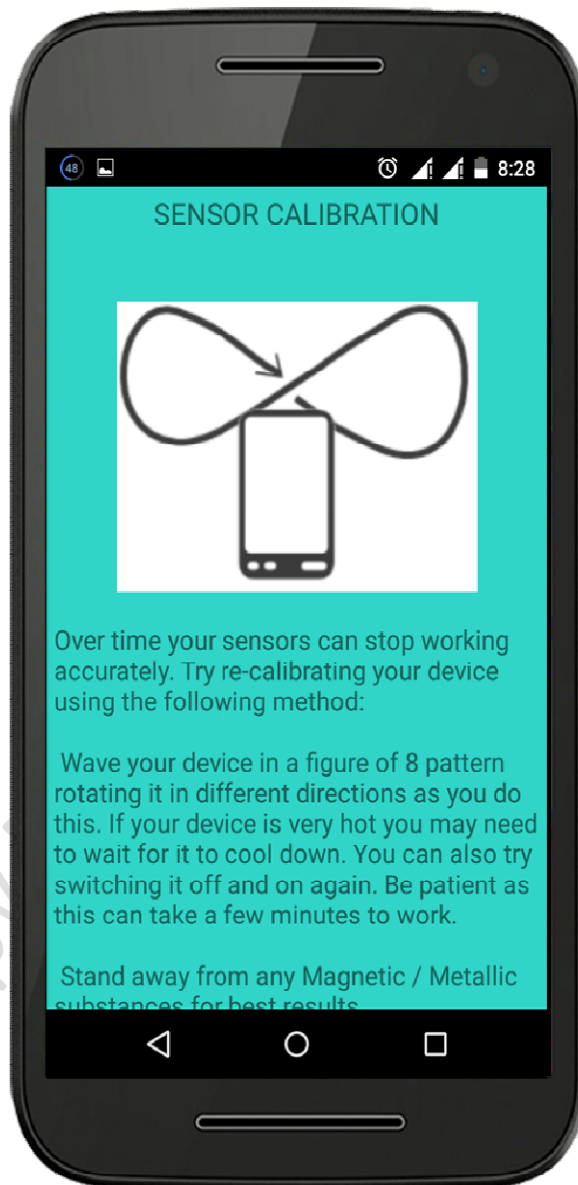 48
8:28
SENSOR CALIBRATION
Over time your sensors can stop working
accurately. Try re-calibrating your device
using the following method:
Wave your device in a figure of 8 pattern
rotating it in different directions as you do
this. If your device is very hot you may need
to wait for it to cool down. You can also try
switching it off and on again. Be patient as
this can take a few minutes to work.
Stand away from any Magnetic / Metallic
substances for best results